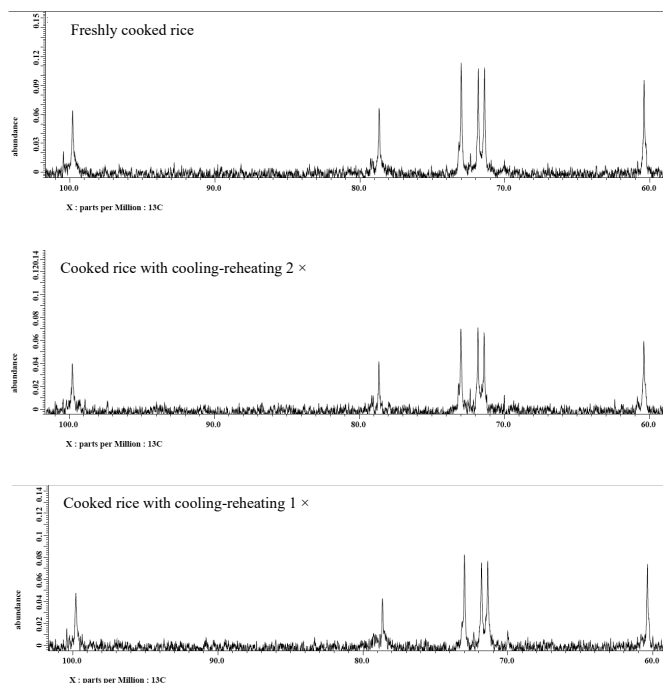 Freshly cooked rice
0.15
0.12
0.09
0.06
0.03
0
abundance
100.0 90.0 80.0 70.0 60.0
X : parts per Million : 13C
Cooked rice with cooling-reheating 2 ×
0.14
0.12
0.1
0.08
0.06
0.04
0.02
0
abundance
100.0 90.0 80.0 70.0 60.0
X : parts per Million : 13C
Cooked rice with cooling-reheating 1 ×
0.14
0.12
0.1
0.08
0.06
0.04
0.02
0
abundance
100.0 90.0 80.0 70.0 60.0
X : parts per Million : 13C